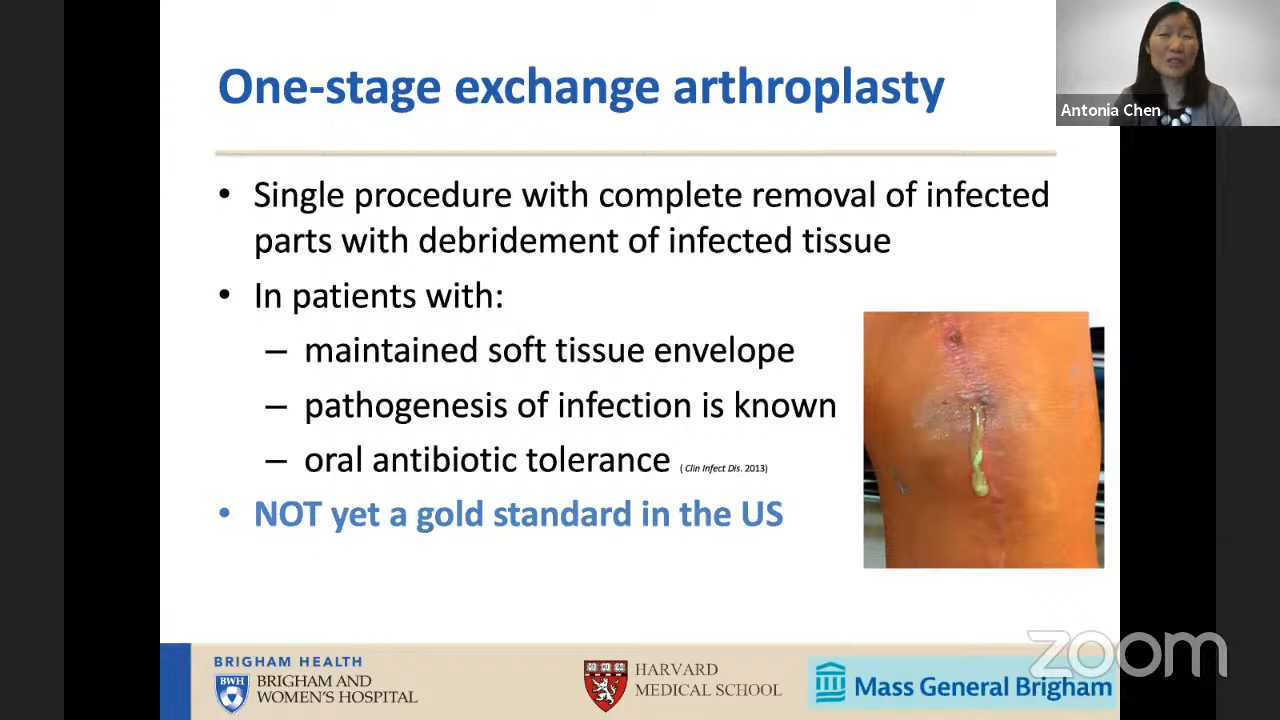 Antonia Chen
One-stage exchange arthroplasty
• Single procedure with complete removal of infected
parts with debridement of infected tissue
• In patients with:
– maintained soft tissue envelope
– pathogenesis of infection is known
– oral antibiotic tolerance ( Clin Infect Dis. 2013)
• NOT yet a gold standard in the US
BRIGHAM HEALTH
BWH
BRIGHAM AND
WOMEN'S HOSPITAL
HARVARD
MEDICAL SCHOOL
Mass General Brigham
zoom